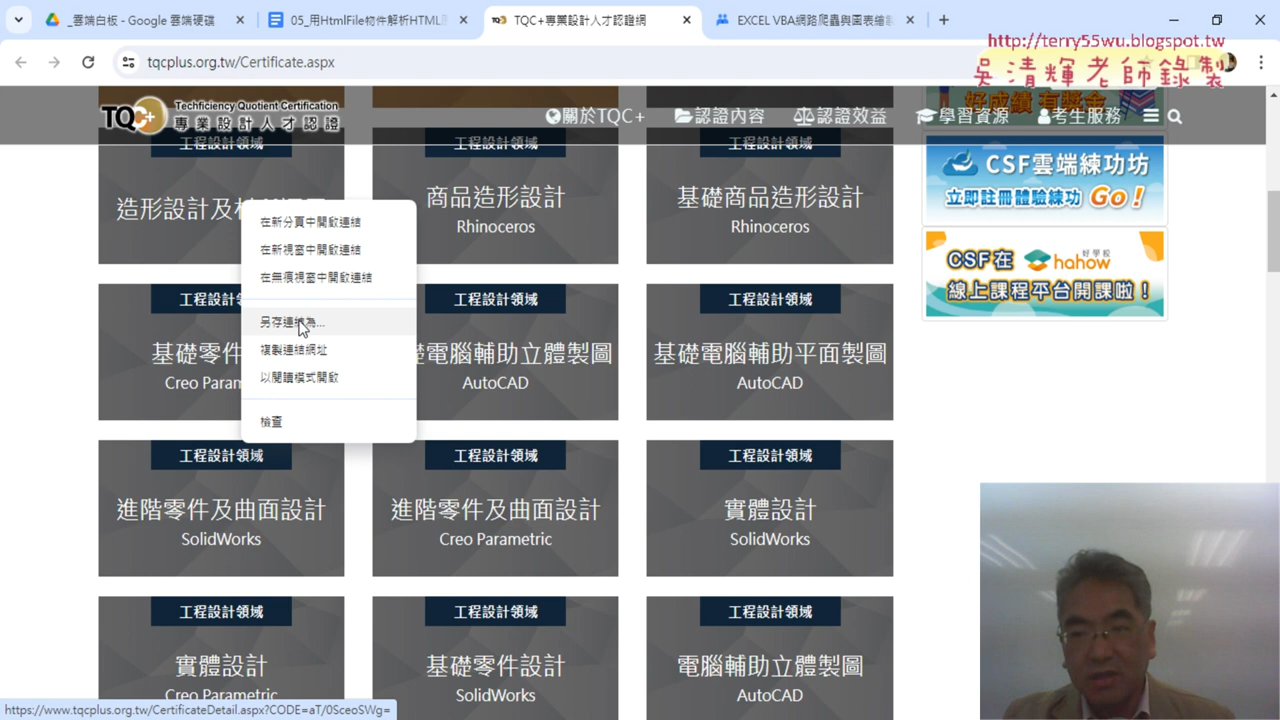 _雲端白板 - Google 雲端硬碟
05_用HtmlFile物件解析HTML
TQC+專業設計人才認證網
EXCEL VBA網路爬蟲與圖表繪
http://terry55wu.blogspot.tw
吳清輝老師錄製
tqcplus.org.tw/Certificate.aspx
TQC+
Techficiency Quotient Certification
專業設計人才認證
關於TQC+
認證內容
認證效益
學習資源
考生服務
好成績 有獎金
工程設計領域
工程設計領域
工程設計領域
造形設計及
商品造形設計
Rhinoceros
基礎商品造形設計
Rhinoceros
CSF雲端練功坊
立即註冊體驗練功 Go!
CSF在 hahow 好學校
線上課程平台開課啦!
在新分頁中開啟連結
在新視窗中開啟連結
在無痕視窗中開啟連結
另存連結為...
複製連結網址
以閱讀模式開啟
檢查
工程設計
工程設計領域
工程設計領域
基礎零件
Creo Param
電腦輔助立體製圖
AutoCAD
基礎電腦輔助平面製圖
AutoCAD
工程設計領域
工程設計領域
工程設計領域
進階零件及曲面設計
SolidWorks
進階零件及曲面設計
Creo Parametric
實體設計
SolidWorks
工程設計領域
工程設計領域
工程設計領域
實體設計
Creo Parametric
基礎零件設計
SolidWorks
電腦輔助立體製圖
AutoCAD
https://www.tqcplus.org.tw/CertificateDetail.aspx?CODE=aT/0SceoSWg=